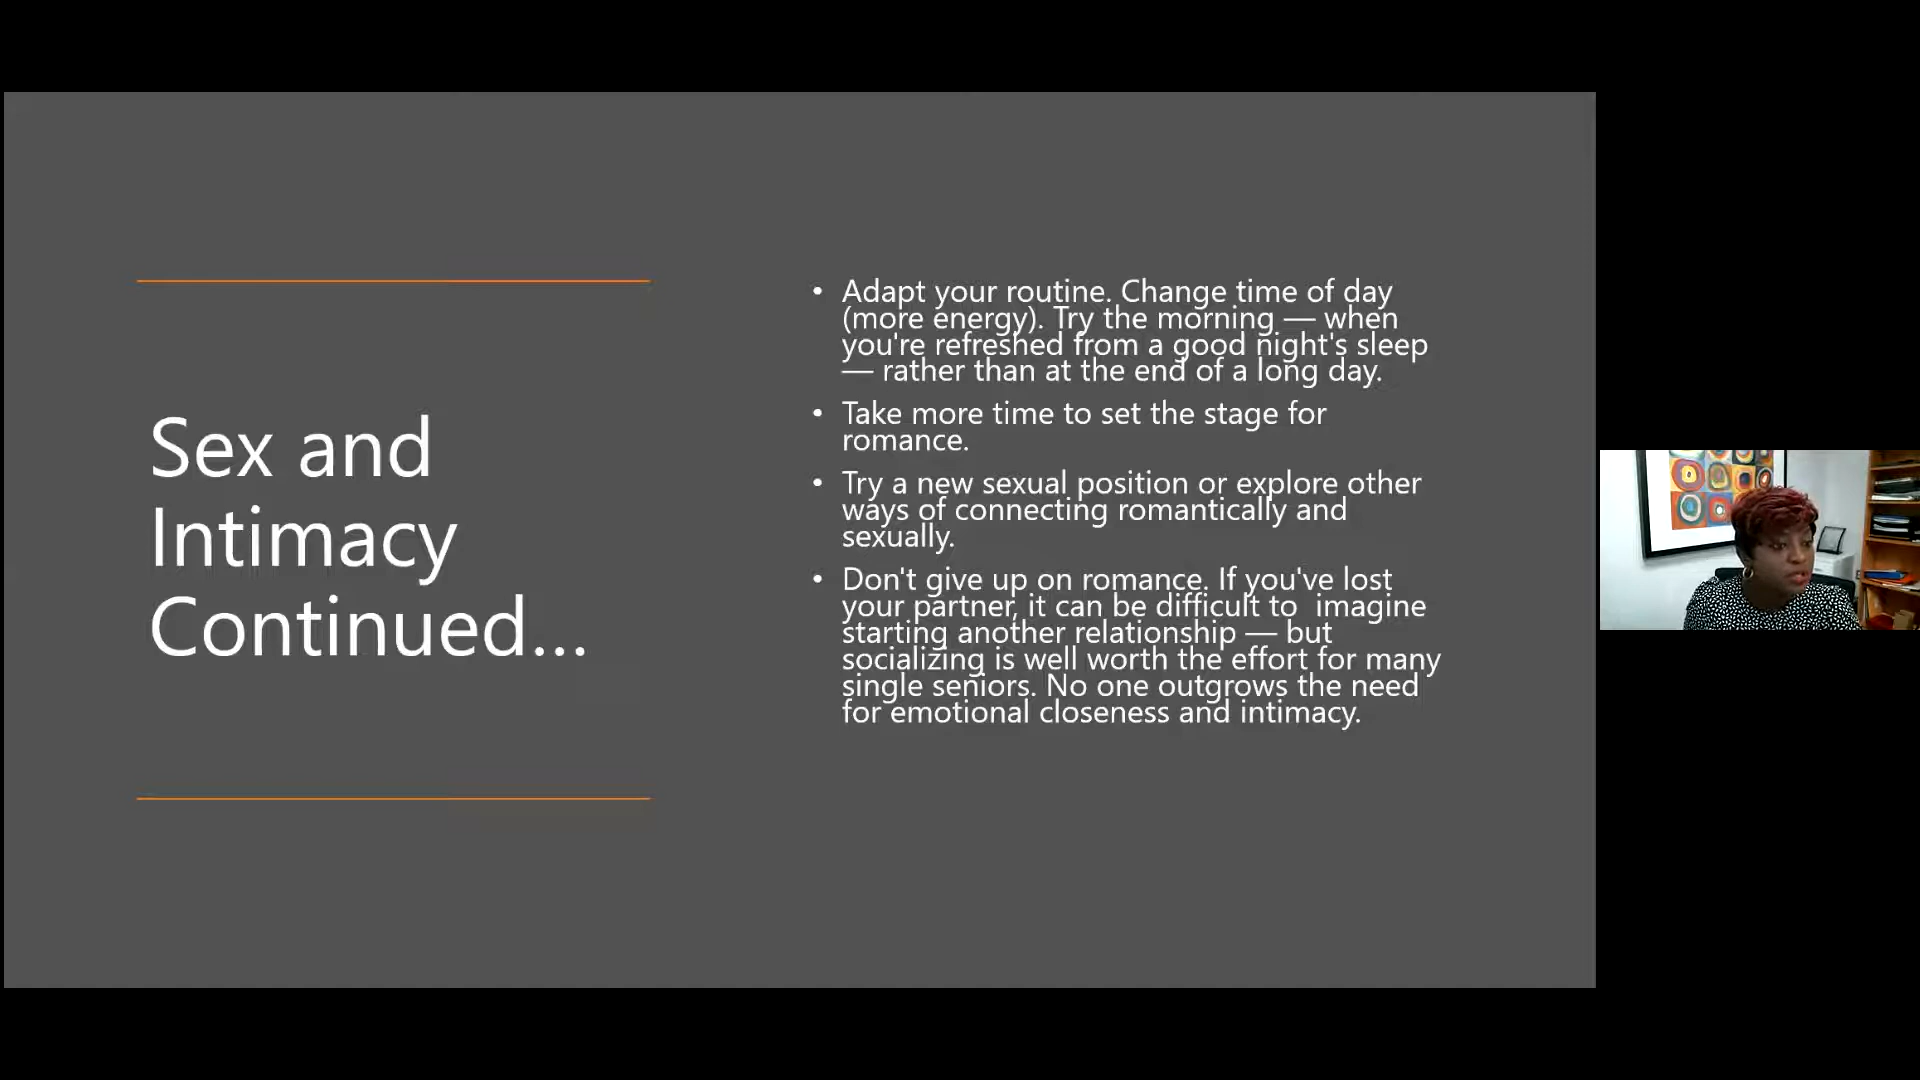 Sex and
Intimacy
Continued...
• Adapt your routine. Change time of day
(more energy). Try the morning — when
you're refreshed from a good night's sleep
— rather than at the end of a long day.
• Take more time to set the stage for
romance.
• Try a new sexual position or explore other
ways of connecting romantically and
sexually.
• Don't give up on romance. If you've lost
your partner, it can be difficult to  imagine
starting another relationship — but
socializing is well worth the effort for many
single seniors. No one outgrows the need
for emotional closeness and intimacy.